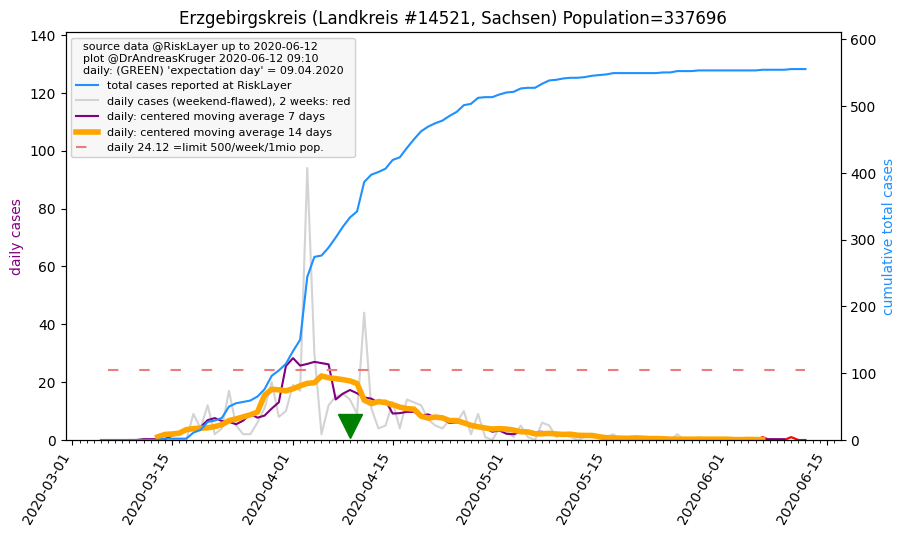 Erzgebirgskreis (Landkreis #14521, Sachsen) Population=337696
source data @RiskLayer up to 2020-06-12
plot @DrAndreasKruger 2020-06-12 09:10
daily: (GREEN) 'expectation day' = 09.04.2020
total cases reported at RiskLayer
daily cases (weekend-flawed), 2 weeks: red
daily: centered moving average 7 days
daily: centered moving average 14 days
daily 24.12 =limit 500/week/1mio pop.
daily cases
140
120
100
80
60
40
20
0
600
500
400
300
200
100
0
cumulative total cases
2020-03-01
2020-03-15
2020-04-01
2020-04-15
2020-05-01
2020-05-15
2020-06-01
2020-06-15